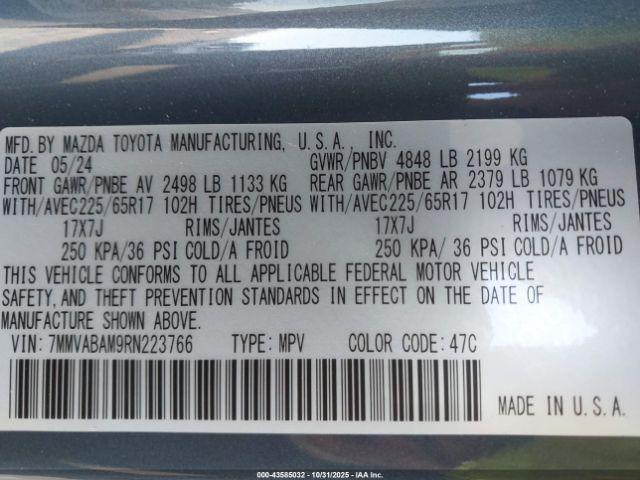 MFD. BY MAZDA TOYOTA MANUFACTURING, U.S.A., INC.
DATE 05/24 GVWR/PNBV 4848 LB 2199 KG
FRONT GAWR/PNBE AV 2498 LB 1133 KG REAR GAWR/PNBE AR 2379 LB 1079 KG
WITH/AVEC225/65R17 102H TIRES/PNEUS WITH/AVEC225/65R17 102H TIRES/PNEUS
17X7J RIMS/JANTES 17X7J RIMS/JANTES
250 KPA/36 PSI COLD/A FROID 250 KPA/ 36 PSI COLD/A FROID
THIS VEHICLE CONFORMS TO ALL APPLICABLE FEDERAL MOTOR VEHICLE
SAFETY, AND THEFT PREVENTION STANDARDS IN EFFECT ON THE DATE OF
MANUFACTURE SHOWN ABOVE.
VIN: 7MMVABAM9RN223766 TYPE: MPV COLOR CODE: 47C
MADE IN U.S.A.
000-43585032 - 10/31/2025 - IAAI Inc.